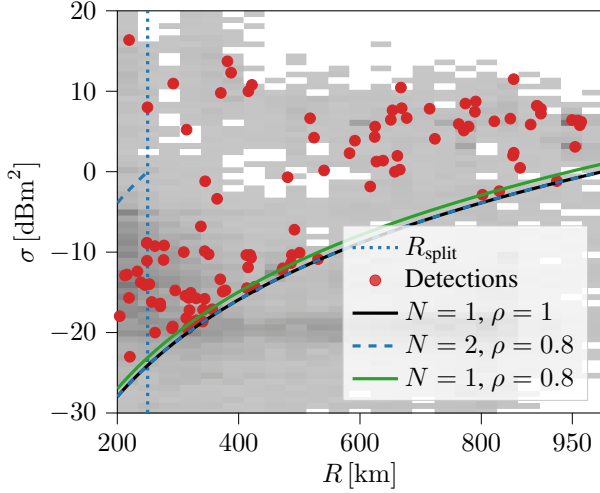 20
10
0
−10
−20
−30
σ [dBm²]
R_split
Detections
N = 1, ρ = 1
N = 2, ρ = 0.8
N = 1, ρ = 0.8
200 400 600 800 950
R [km]